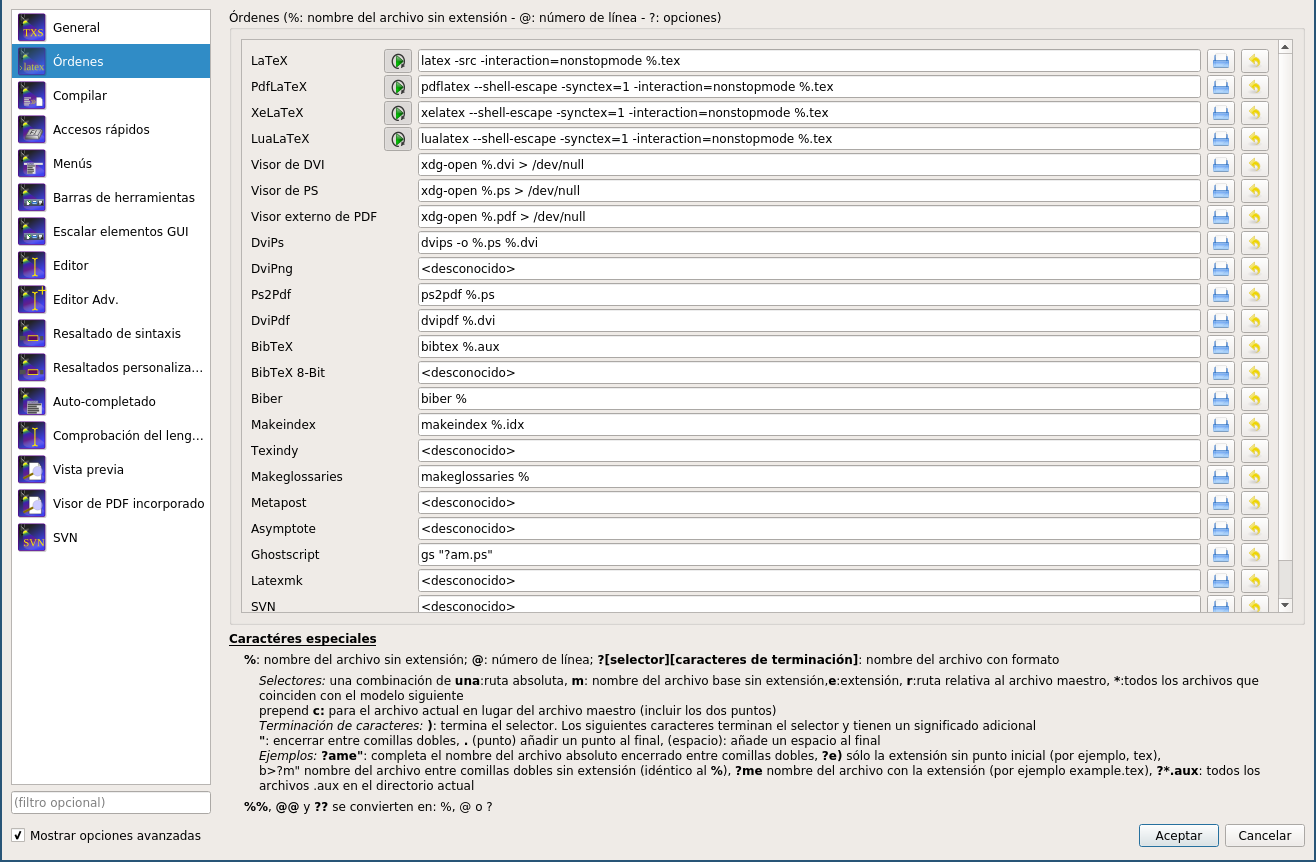 General
Órdenes
Compilar
Accesos rápidos
Menús
Barras de herramientas
Escalar elementos GUI
Editor
Editor Adv.
Resaltado de sintaxis
Resaltados personaliza...
Auto-completado
Comprobación del leng...
Vista previa
Visor de PDF incorporado
SVN
(filtro opcional)
Mostrar opciones avanzadas
Órdenes (%: nombre del archivo sin extensión - @: número de línea - ?: opciones)
LaTeX latex -src -interaction=nonstopmode %.tex
PdfLaTeX pdflatex --shell-escape -synctex=1 -interaction=nonstopmode %.tex
XeLaTeX xelatex --shell-escape -synctex=1 -interaction=nonstopmode %.tex
LuaLaTeX lualatex --shell-escape -synctex=1 -interaction=nonstopmode %.tex
Visor de DVI xdg-open %.dvi > /dev/null
Visor de PS xdg-open %.ps > /dev/null
Visor externo de PDF xdg-open %.pdf > /dev/null
DviPs dvips -o %.ps %.dvi
DviPng <desconocido>
Ps2Pdf ps2pdf %.ps
DviPdf dvipdf %.dvi
BibTeX bibtex %.aux
BibTeX 8-Bit <desconocido>
Biber biber %
Makeindex makeindex %.idx
Texindy <desconocido>
Makeglossaries makeglossaries %
Metapost <desconocido>
Asymptote <desconocido>
Ghostscript gs "?am.ps"
Latexmk <desconocido>
SVN <desconocido>
Caractéres especiales
%: nombre del archivo sin extensión; @: número de línea; ?[selector][caracteres de terminación]: nombre del archivo con formato
Selectores: una combinación de una:ruta absoluta, m: nombre del archivo base sin extensión,e:extensión, r:ruta relativa al archivo maestro, *:todos los archivos que
coinciden con el modelo siguiente
prepend c: para el archivo actual en lugar del archivo maestro (incluir los dos puntos)
Terminación de caracteres: ): termina el selector. Los siguientes caracteres terminan el selector y tienen un significado adicional
": encerrar entre comillas dobles, . (punto) añadir un punto al final, (espacio): añade un espacio al final
Ejemplos: ?ame": completa el nombre del archivo absoluto encerrado entre comillas dobles, ?e) sólo la extensión sin punto inicial (por ejemplo, tex),
b>?m" nombre del archivo entre comillas dobles sin extensión (idéntico al %), ?me nombre del archivo con la extensión (por ejemplo example.tex), ?*.aux: todos los
archivos .aux en el directorio actual
%%, @@ y ?? se convierten en: %, @ o ?
Aceptar
Cancelar